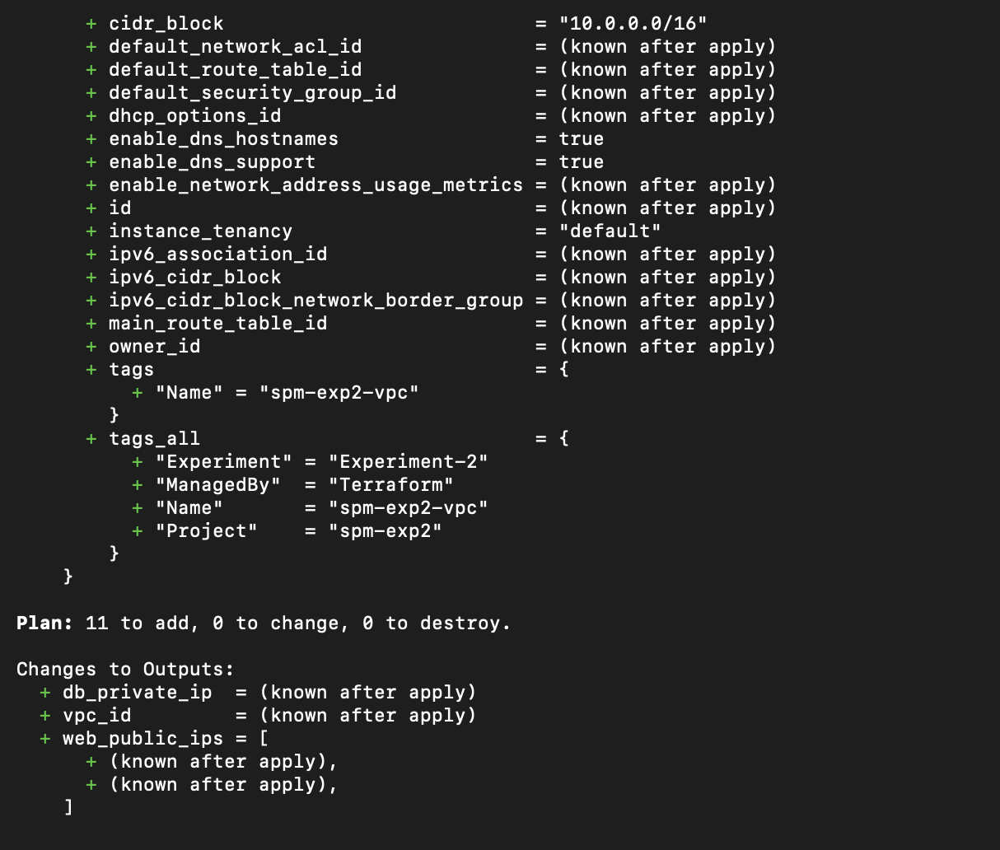 + cidr_block = "10.0.0.0/16"
+ default_network_acl_id = (known after apply)
+ default_route_table_id = (known after apply)
+ default_security_group_id = (known after apply)
+ dhcp_options_id = (known after apply)
+ enable_dns_hostnames = true
+ enable_dns_support = true
+ enable_network_address_usage_metrics = (known after apply)
+ id = (known after apply)
+ instance_tenancy = "default"
+ ipv6_association_id = (known after apply)
+ ipv6_cidr_block = (known after apply)
+ ipv6_cidr_block_network_border_group = (known after apply)
+ main_route_table_id = (known after apply)
+ owner_id = (known after apply)
+ tags = {
+ "Name" = "spm-exp2-vpc"
}
+ tags_all = {
+ "Experiment" = "Experiment-2"
+ "ManagedBy" = "Terraform"
+ "Name" = "spm-exp2-vpc"
+ "Project" = "spm-exp2"
}
}
Plan: 11 to add, 0 to change, 0 to destroy.
Changes to Outputs:
+ db_private_ip = (known after apply)
+ vpc_id = (known after apply)
+ web_public_ips = [
+ (known after apply),
+ (known after apply),
]